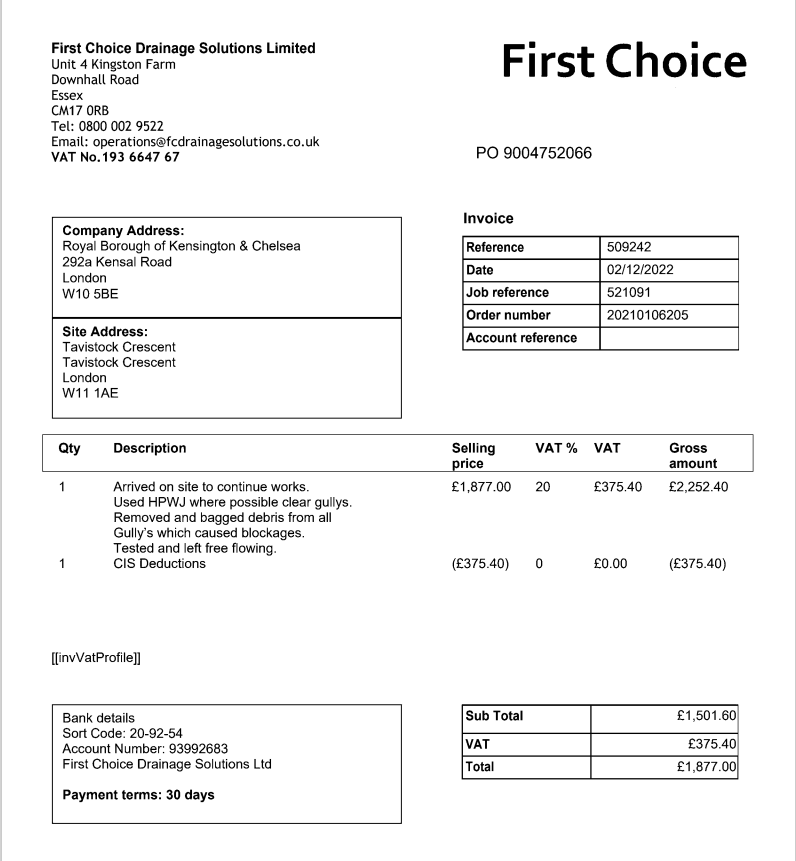 First Choice Drainage Solutions Limited
Unit 4 Kingston Farm
Downhall Road
Essex
CM17 0RB
Tel: 0800 002 9522
Email: operations@fcdrainagesolutions.co.uk
VAT No.193 6647 67
First Choice
PO 9004752066
Company Address:
Royal Borough of Kensington & Chelsea
292a Kensal Road
London
W10 5BE
Site Address:
Tavistock Crescent
Tavistock Crescent
London
W11 1AE
Invoice
Reference 509242
Date 02/12/2022
Job reference 521091
Order number 20210106205
Account reference
Qty Description Selling price VAT % VAT Gross amount
1 Arrived on site to continue works. £1,877.00 20 £375.40 £2,252.40
Used HPWJ where possible clear gullys.
Removed and bagged debris from all
Gully's which caused blockages.
Tested and left free flowing.
1 CIS Deductions (£375.40) 0 £0.00 (£375.40)
[[invVatProfile]]
Bank details
Sort Code: 20-92-54
Account Number: 93992683
First Choice Drainage Solutions Ltd
Payment terms: 30 days
Sub Total £1,501.60
VAT £375.40
Total £1,877.00